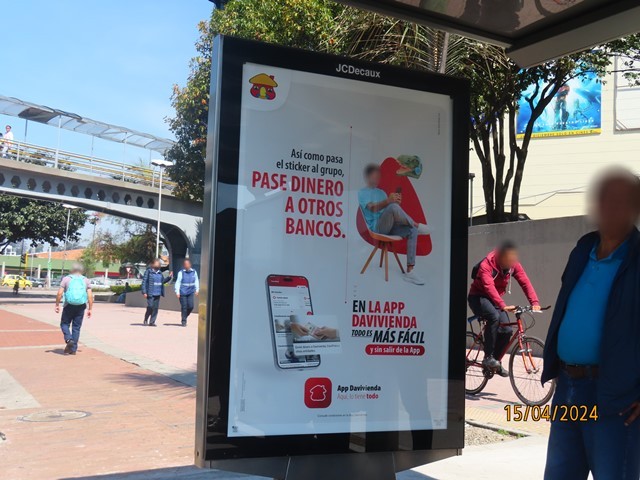 JCDecaux
Así como pasa
el sticker al grupo,
PASE DINERO
A OTROS
BANCOS.
EN LA APP
DAVIVIENDA
TODO ES MÁS FÁCIL
y sin salir de la App
App Davivienda
Aquí, lo tiene todo
15/04/2024